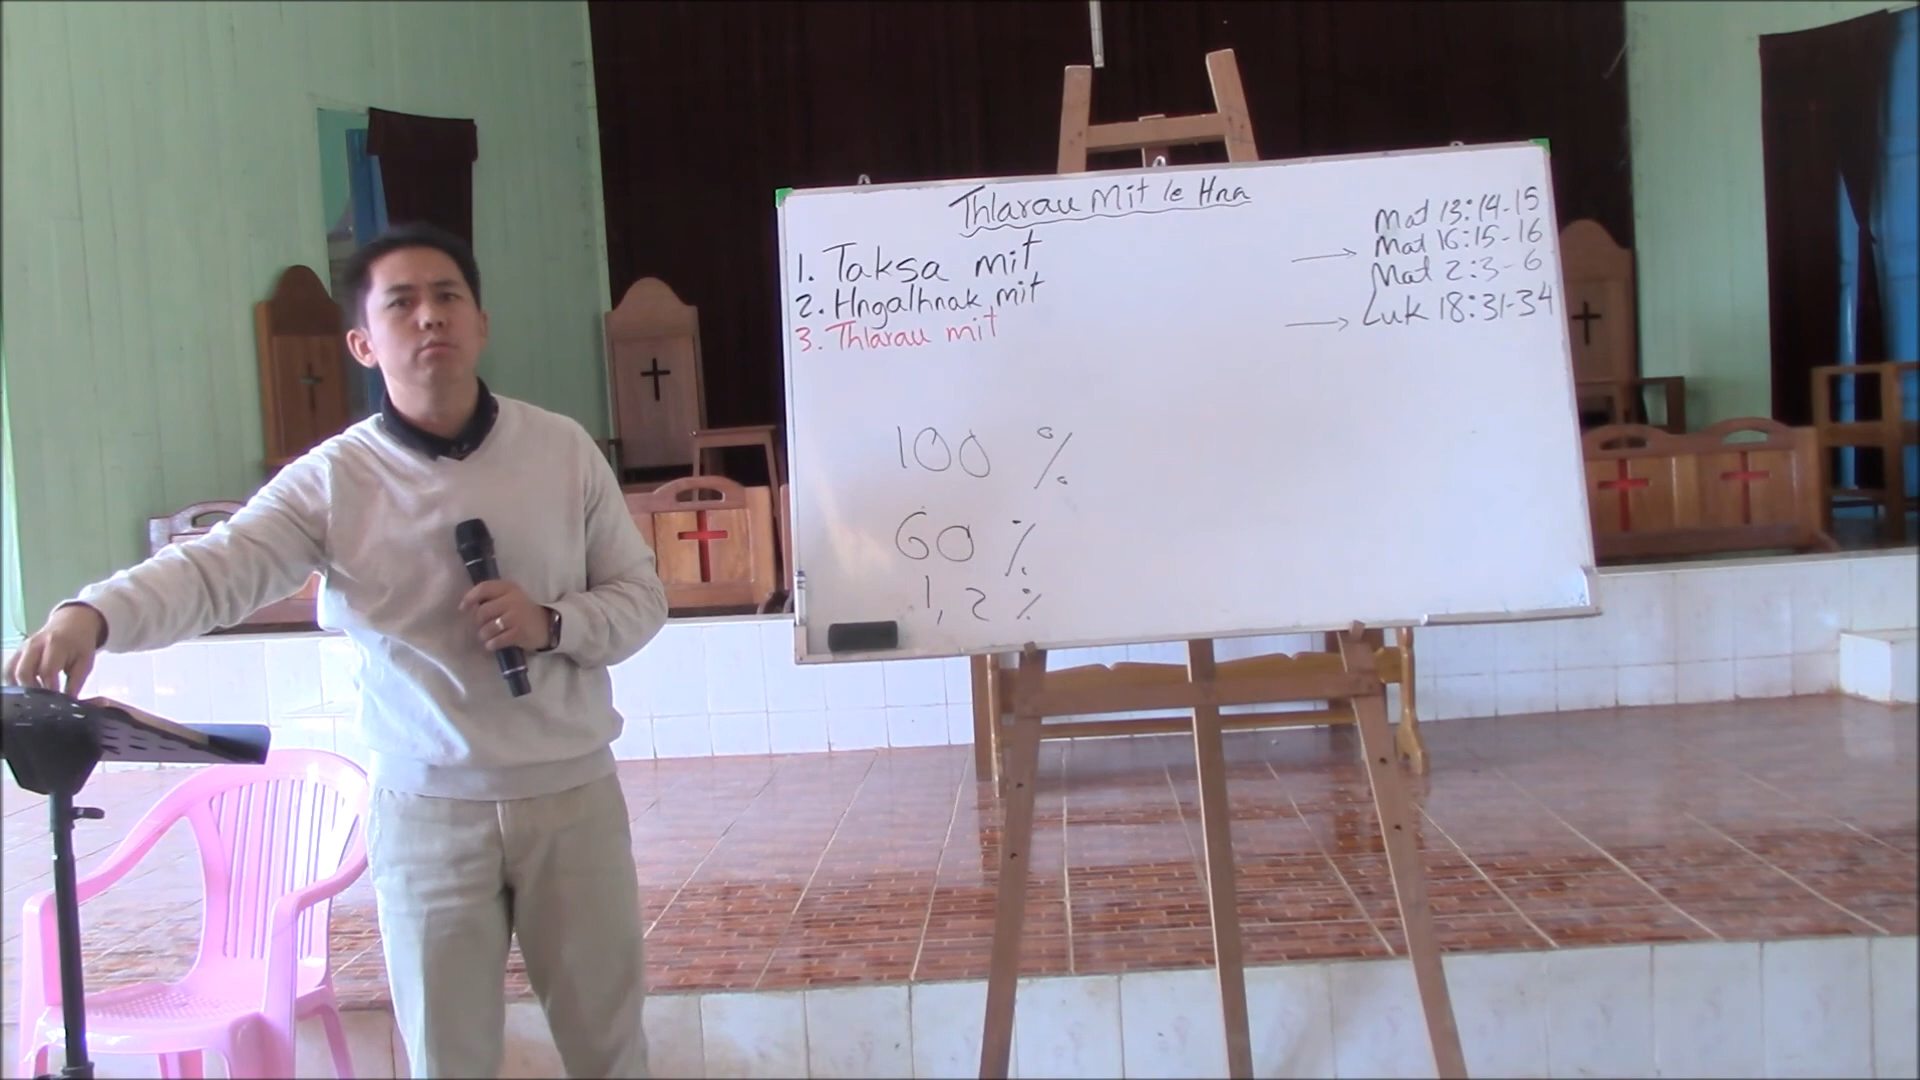 Thlarau Mit le Hna
1. Taksa mit
2. Hngalhnak mit
3. Thlarau mit
100 %
60 %
1,2 %
Mat 13:14-15
→ Mat 16:15-16
Mat 2:3-6
→ Luk 18:31-34